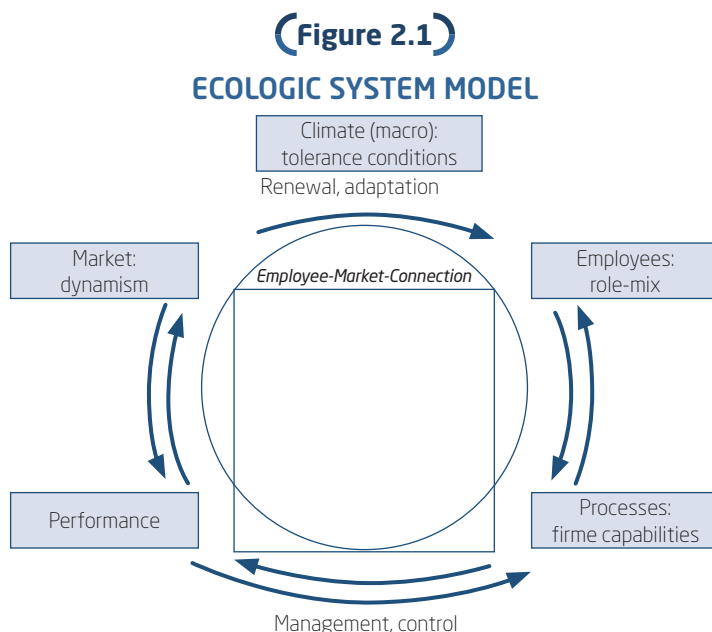 Figure 2.1
ECOLOGIC SYSTEM MODEL
Climate (macro):
tolerance conditions
Renewal, adaptation
Market:
dynamism
Employees:
role-mix
Employee-Market-Connection
Performance
Processes:
firme capabilities
Management, control